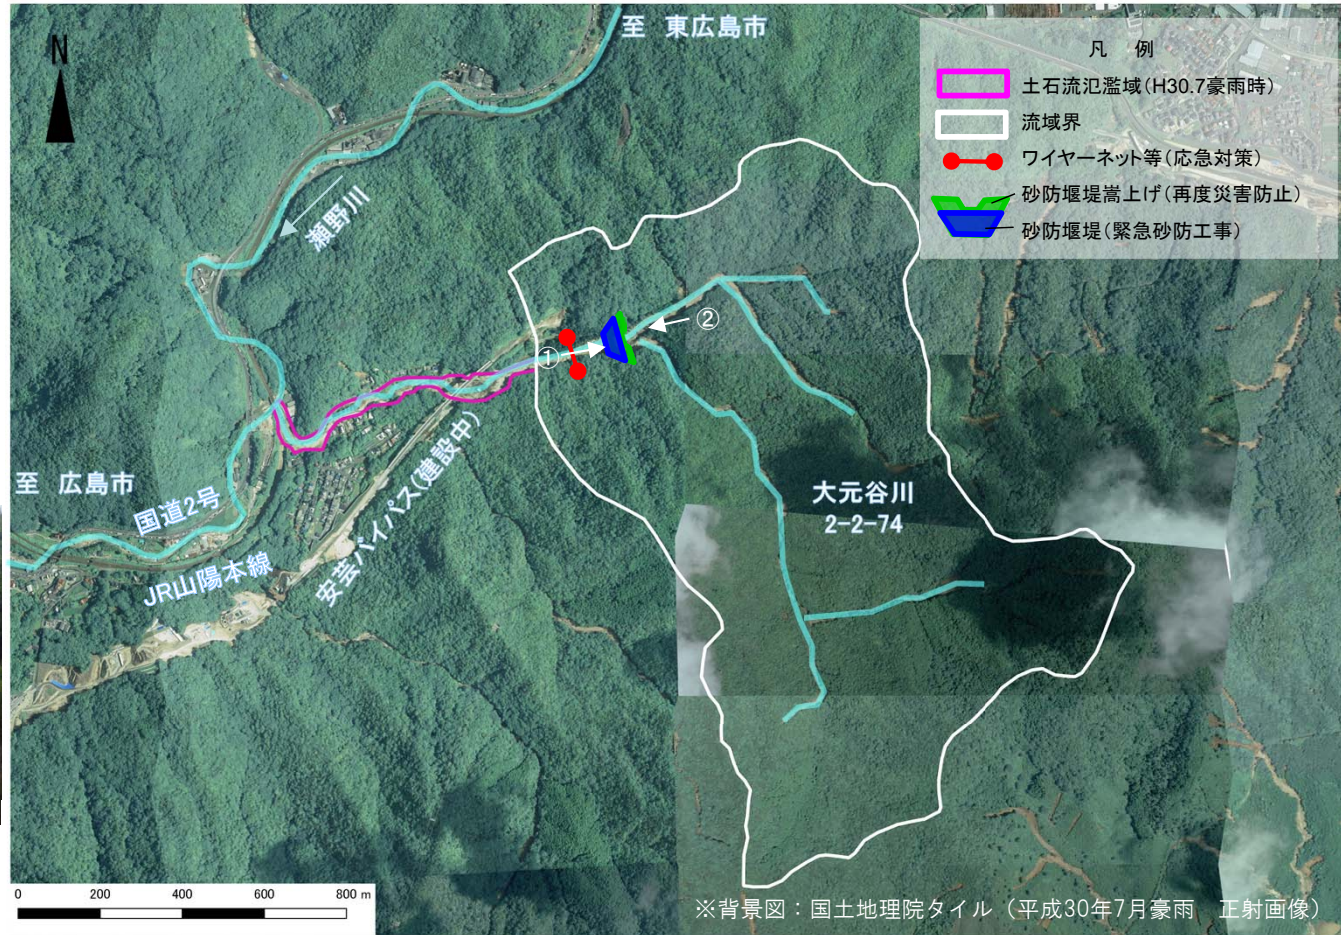 N
至 東広島市
凡 例
土石流氾濫域(H30.7豪雨時)
流域界
ワイヤーネット等(応急対策)
砂防堰堤嵩上げ(再度災害防止)
砂防堰堤(緊急砂防工事)
瀬野川
②
①
至 広島市
国道2号
JR山陽本線
安芸バイパス(建設中)
大元谷川
2-2-74
0 200 400 600 800 m
※背景図：国土地理院タイル（平成30年7月豪雨 正射画像）